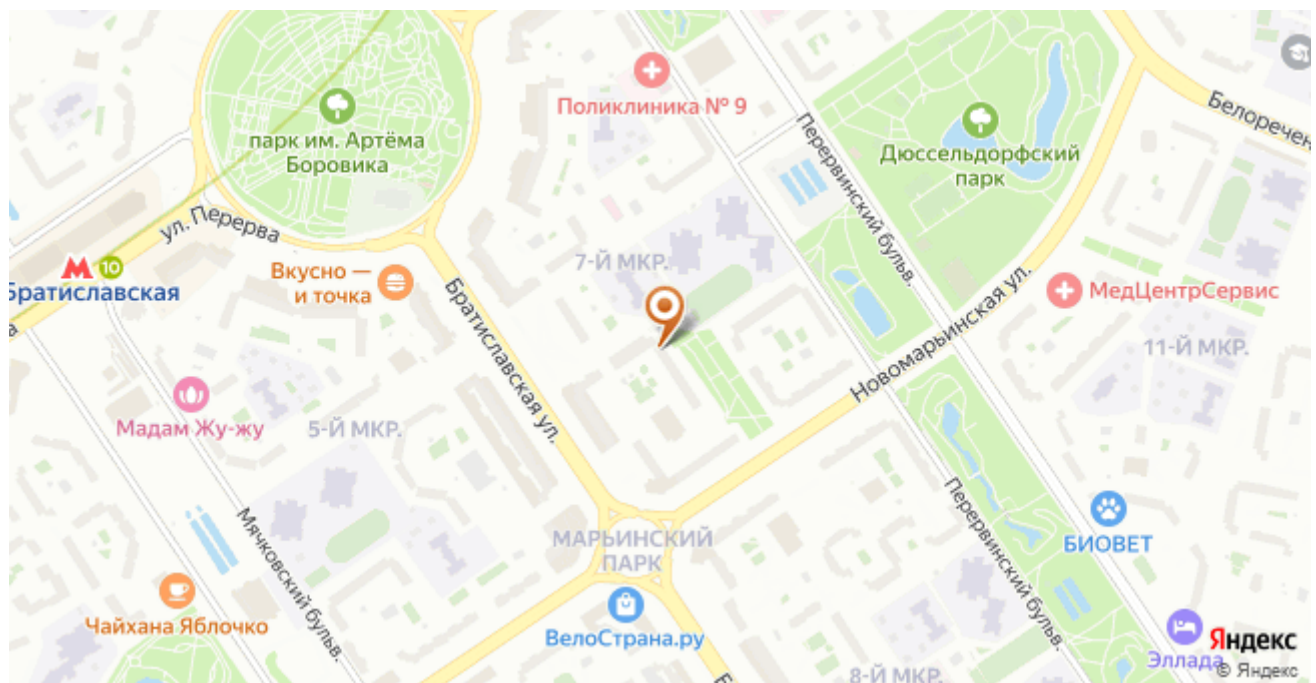 Поликлиника № 9
Белоречен
парк им. Артёма
Боровика
Перервинский бульв.
Дюссельдорфский
парк
ул. Перерва
М 10
Братиславская
а
Вкусно —
и точка
7-Й МКР.
МедЦентрСервис
Братиславская ул.
Новомарьинская ул.
11-Й МКР.
Мадам Жу-жу
5-Й МКР.
Мячковский бульв.
МАРЬИНСКИЙ
ПАРК
Перервинский бульв.
БИОВЕТ
Чайхана Яблочко
ВелоСтрана.ру
Б
8-Й МКР.
Эллада
Яндекс
© Яндекс